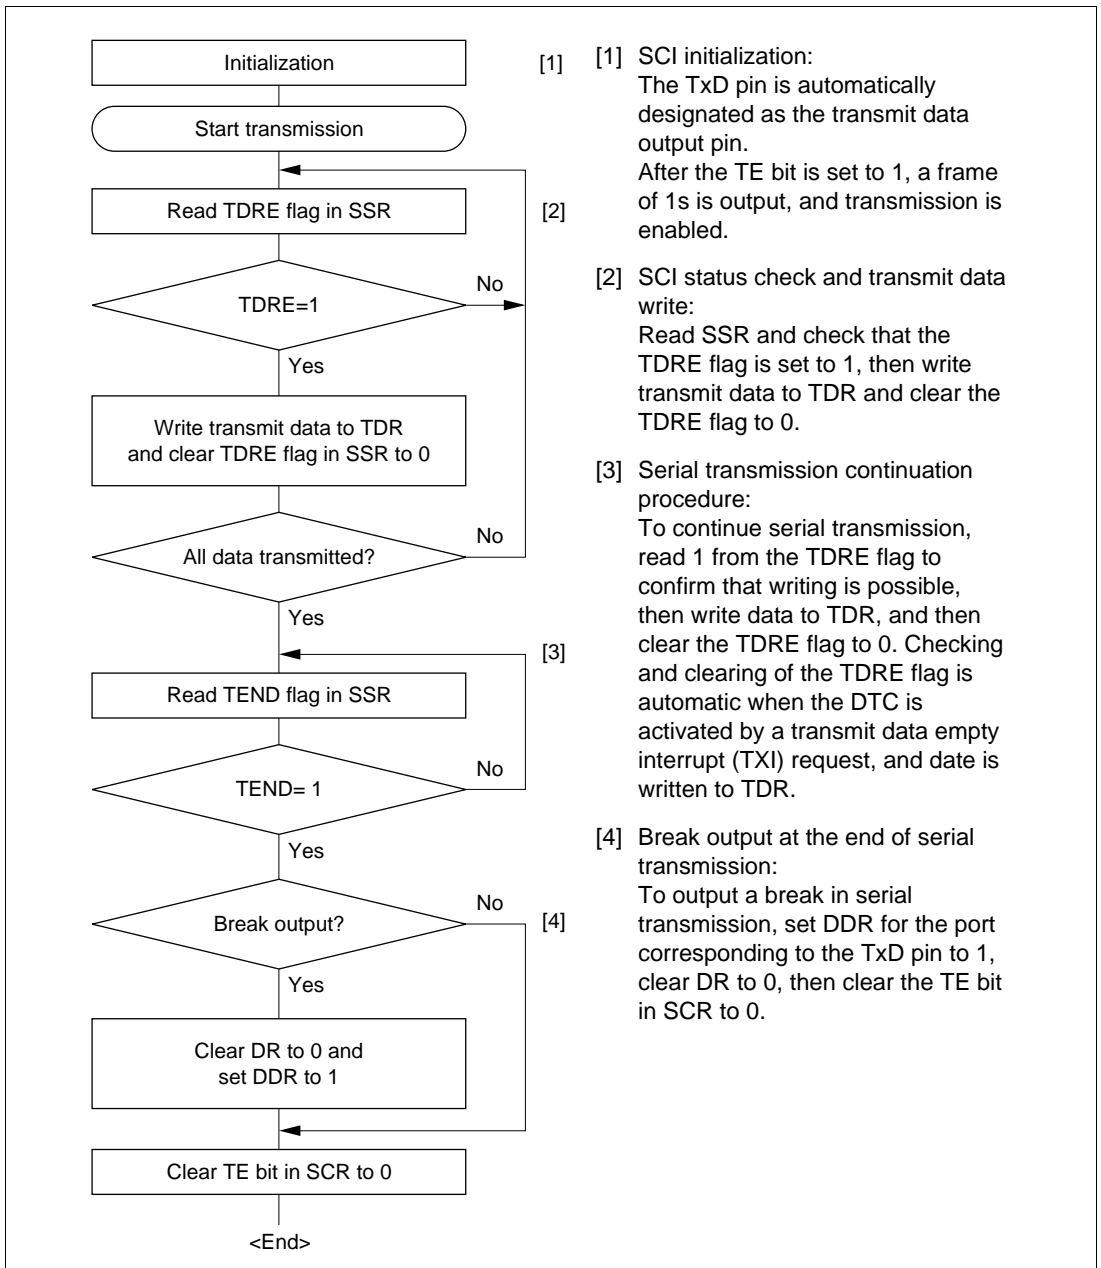 Initialization
[1]
Start transmission
Read TDRE flag in SSR
[2]
TDRE=1
No
Yes
Write transmit data to TDR
and clear TDRE flag in SSR to 0
All data transmitted?
No
Yes
[3]
Read TEND flag in SSR
TEND= 1
No
Yes
Break output?
No
[4]
Yes
Clear DR to 0 and
set DDR to 1
Clear TE bit in SCR to 0
<End>
[1] SCI initialization:
The TxD pin is automatically
designated as the transmit data
output pin.
After the TE bit is set to 1, a frame
of 1s is output, and transmission is
enabled.
[2] SCI status check and transmit data
write:
Read SSR and check that the
TDRE flag is set to 1, then write
transmit data to TDR and clear the
TDRE flag to 0.
[3] Serial transmission continuation
procedure:
To continue serial transmission,
read 1 from the TDRE flag to
confirm that writing is possible,
then write data to TDR, and then
clear the TDRE flag to 0. Checking
and clearing of the TDRE flag is
automatic when the DTC is
activated by a transmit data empty
interrupt (TXI) request, and date is
written to TDR.
[4] Break output at the end of serial
transmission:
To output a break in serial
transmission, set DDR for the port
corresponding to the TxD pin to 1,
clear DR to 0, then clear the TE bit
in SCR to 0.